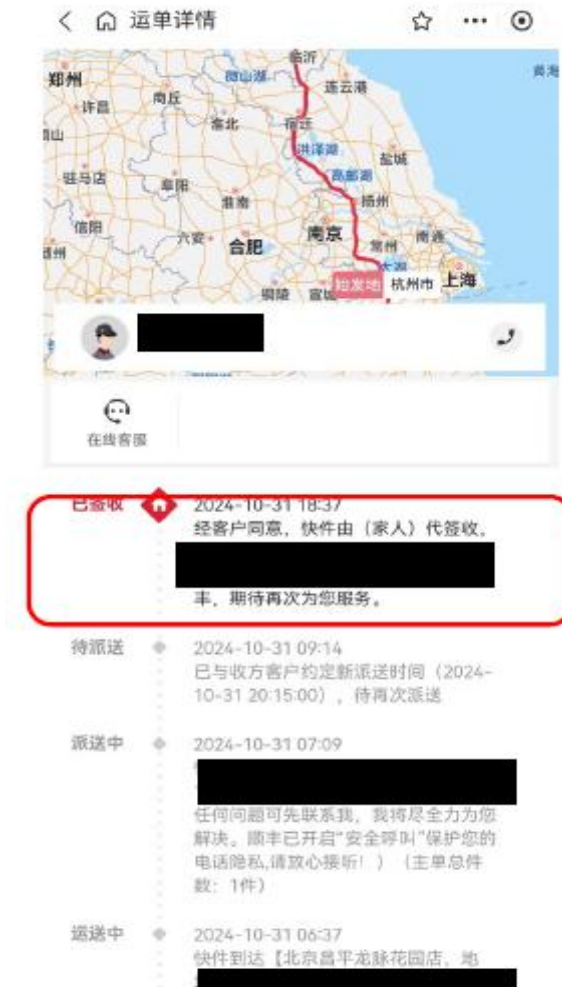 运单详情
临沂
黄海
郑州
微山湖
连云港
许昌
商丘
淮北
宿迁
洪泽湖
盐城
驻马店
阜阳
高邮湖
淮南
扬州
信阳
六安
合肥
南京
常州
南通
太湖
始发地
杭州市
上海
铜陵
宣城
在线客服
已签收
2024-10-31 18:37
经客户同意，快件由（家人）代签收，
丰，期待再次为您服务。
待派送
2024-10-31 09:14
已与收方客户约定新派送时间（2024-
10-31 20:15:00），待再次派送
派送中
2024-10-31 07:09
任何问题可先联系我，我将尽全力为您
解决。顺丰已开启“安全呼叫”保护您的
电话隐私,请放心接听！）（主单总件
数：1件）
运送中
2024-10-31 06:37
快件到达【北京昌平龙脉花园店，地